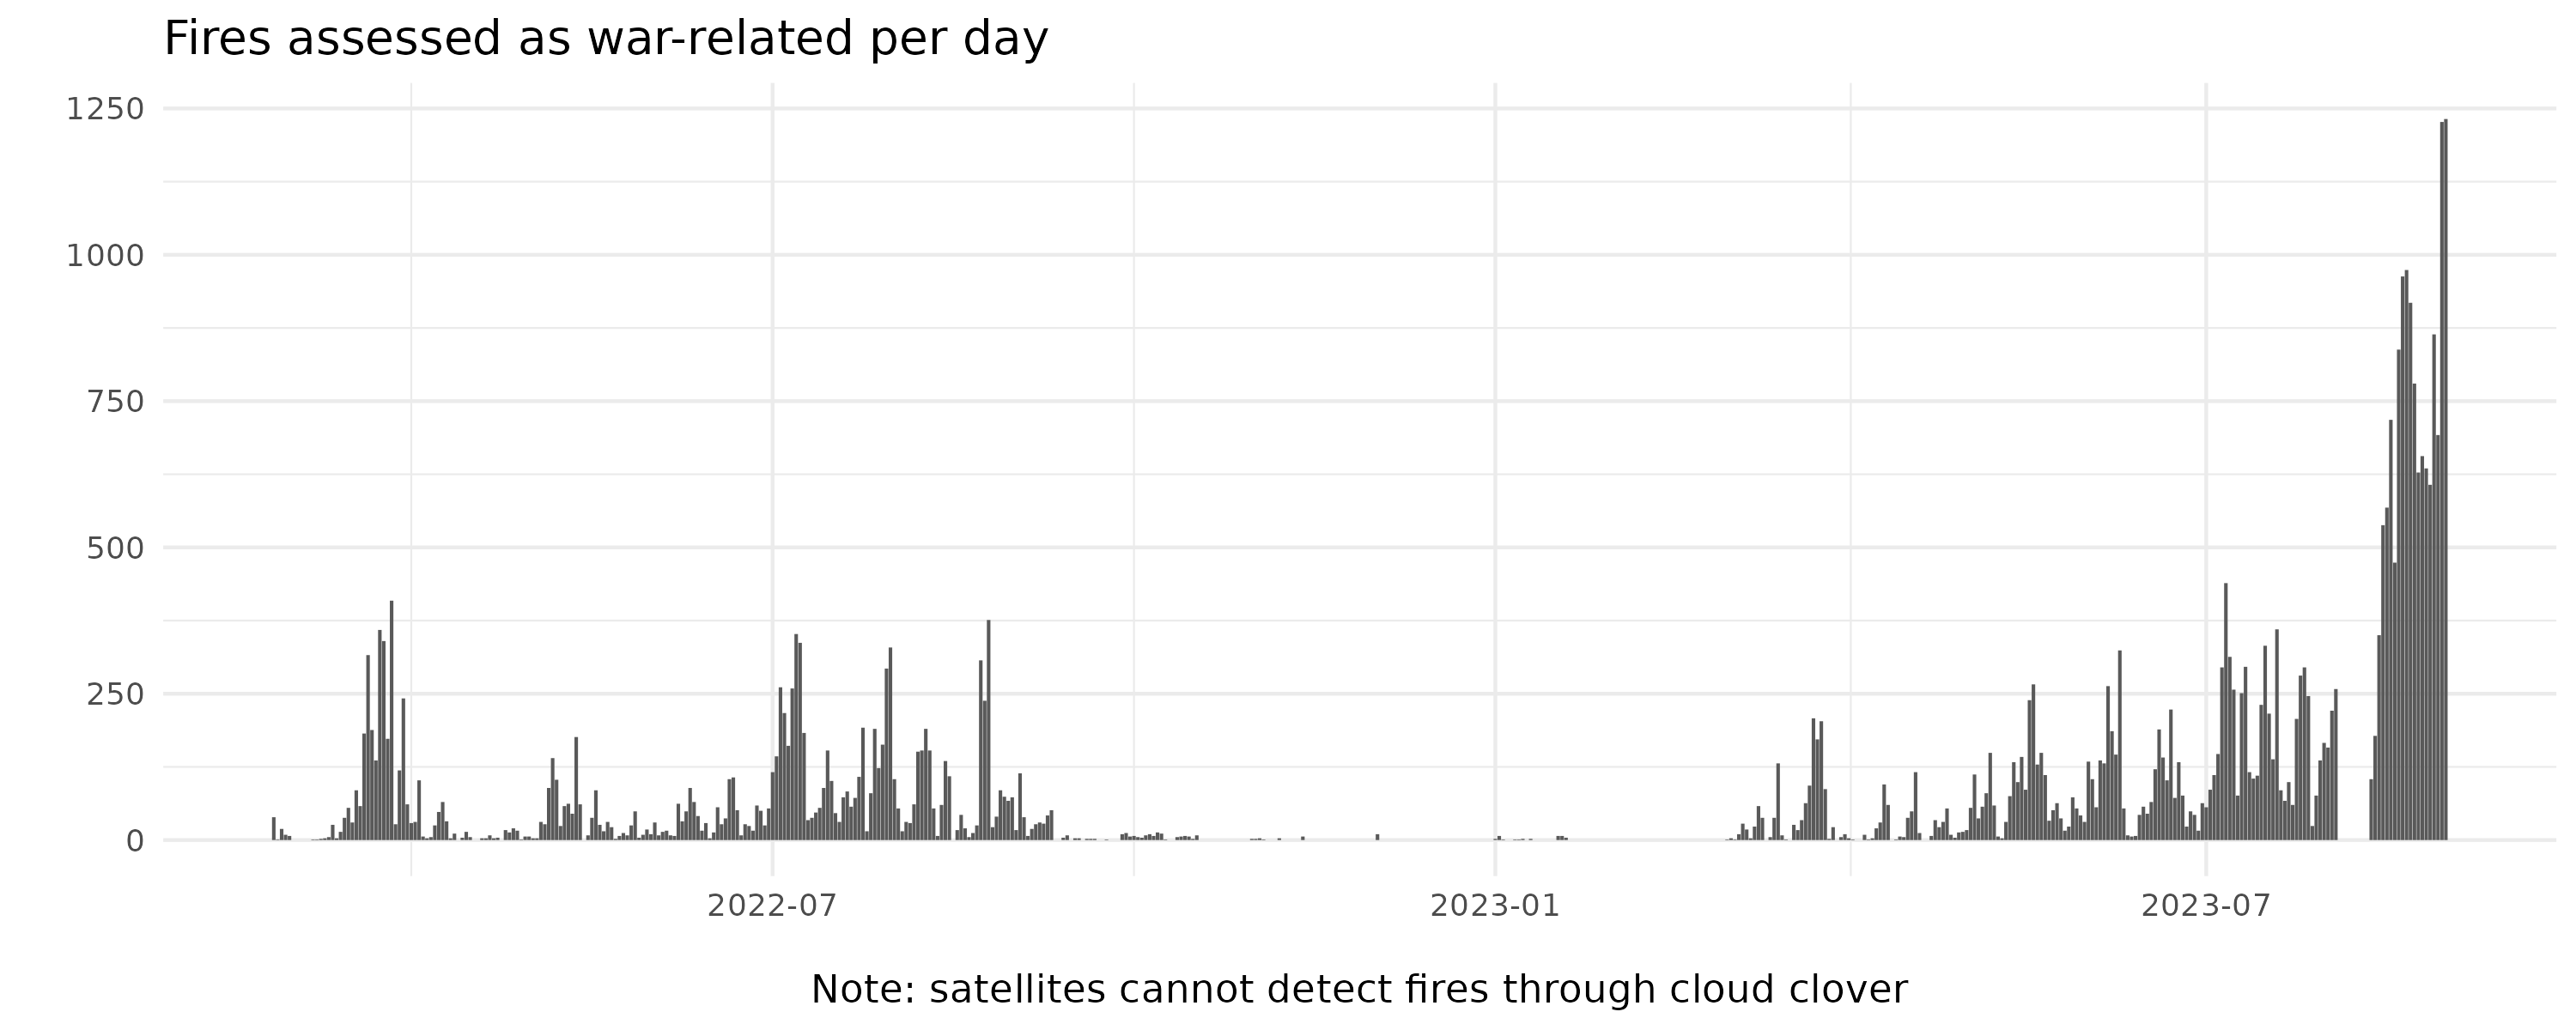 Fires assessed as war-related per day
1250
1000
750
500
250
0
2022-07 2023-01 2023-07
Note: satellites cannot detect fires through cloud clover